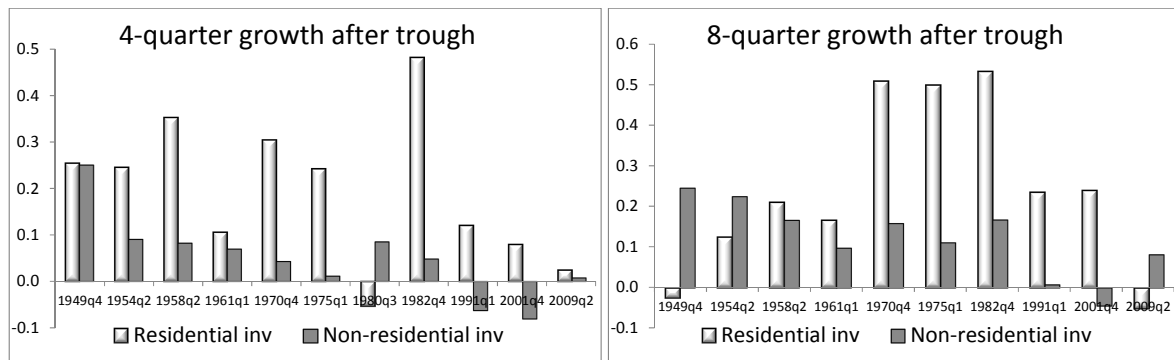 4-quarter growth after trough
0.5
0.4
0.3
0.2
0.1
0.0
-0.1
1949q4 1954q2 1958q2 1961q1 1970q4 1975q1 1980q3 1982q4 1991q1 2001q4 2009q2
Residential inv Non-residential inv
8-quarter growth after trough
0.6
0.5
0.4
0.3
0.2
0.1
0.0
-0.1
1949q4 1954q2 1958q2 1961q1 1970q4 1975q1 1982q4 1991q1 2001q4 2009q2
Residential inv Non-residential inv